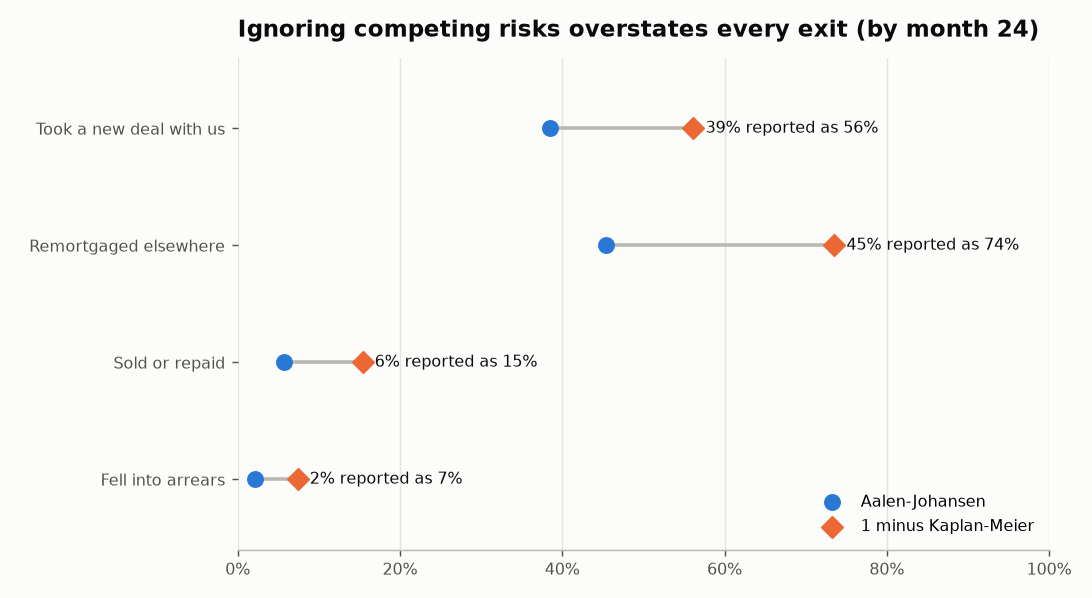 Ignoring competing risks overstates every exit (by month 24)
Took a new deal with us
39% reported as 56%
Remortgaged elsewhere
45% reported as 74%
Sold or repaid
6% reported as 15%
Fell into arrears
2% reported as 7%
Aalen-Johansen
1 minus Kaplan-Meier
0% 20% 40% 60% 80% 100%